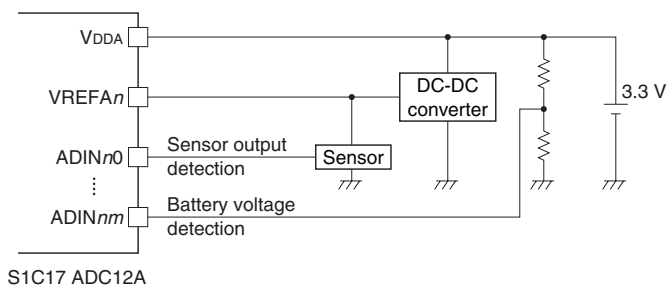 VDDA
VREFAn
DC-DC
converter
3.3 V
ADINn0
Sensor output
detection
Sensor
ADINnm
Battery voltage
detection
S1C17 ADC12A